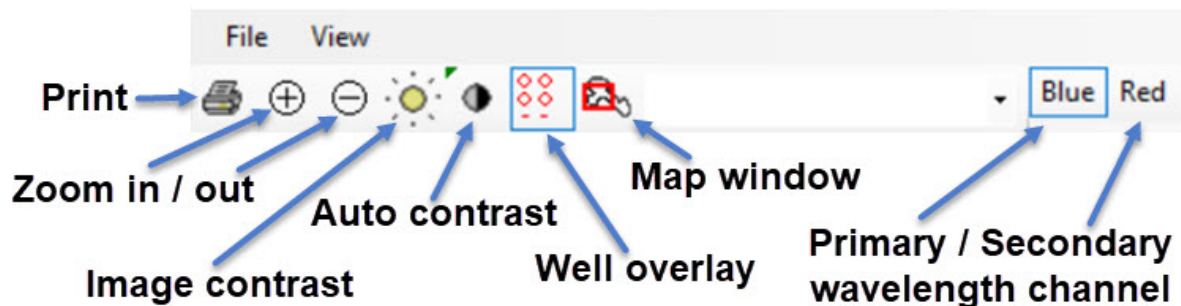 File View
Print
Blue Red
Zoom in / out
Auto contrast
Map window
Image contrast
Well overlay
Primary / Secondary
wavelength channel